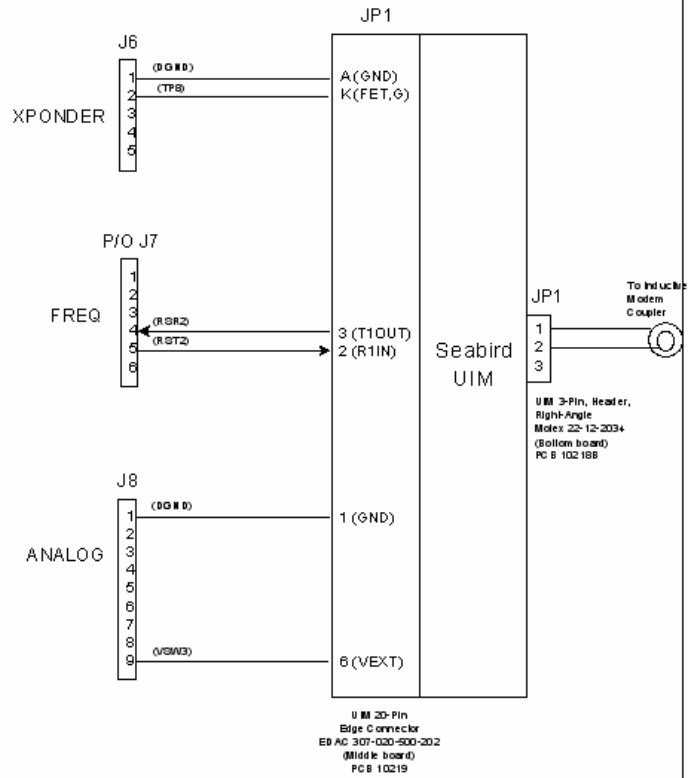 JP1
J6
XPONDER
1
2
3
4
5
(DGND)
(TP8)
A(GND)
K(FET,G)
P/O J7
FREQ
1
2
3
4
5
6
(RSR2)
(RST2)
3 (T1OUT)
2 (R1IN)
Seabird
UIM
JP1
1
2
3
To Inductive
Modem
Coupler
UIM 3-Pin, Header,
Right-Angle
Molex 22-12-2034
(Bottom board)
PCB 10218B
J8
ANALOG
1
2
3
4
5
6
7
8
9
(DGND)
(VSW3)
1 (GND)
6 (VEXT)
UIM 20-Pin
Edge Connector
EDAC 307-020-500-202
(Middle board)
PCB 10219